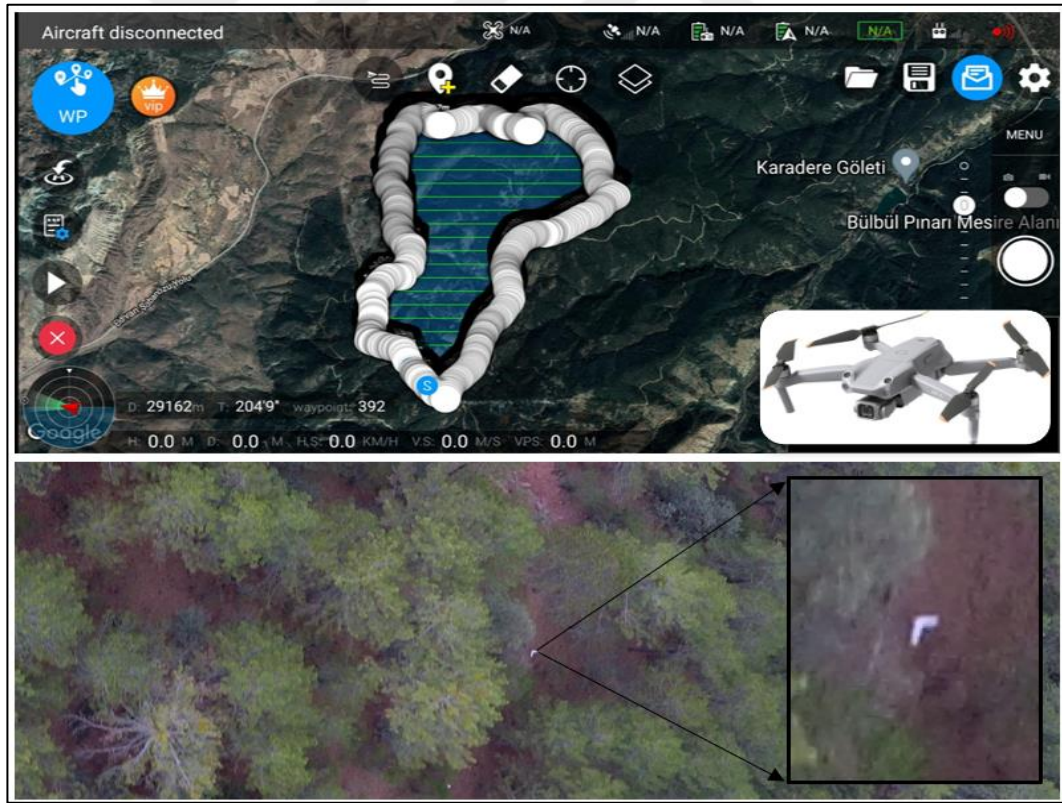 Aircraft disconnected N/A N/A N/A N/A N/A
WP vip
MENU
Karadere Göleti
Bülbül Pınarı Mesire Alanı
S
D: 29162m T: 204'9" waypoint: 392
Google
H: 0.0 M D: 0.0 M H.S: 0.0 KM/H V.S: 0.0 M/S VPS: 0.0 M